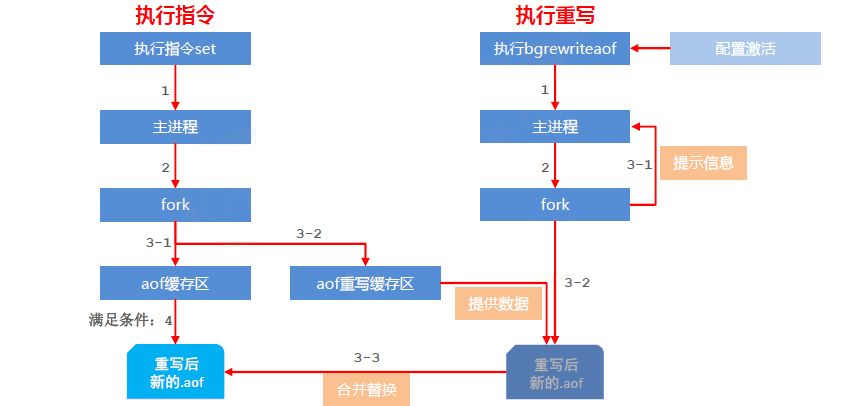 执行指令
执行重写
执行指令set
执行bgrewriteaof
配置激活
1
1
主进程
主进程
2
2
3-1
提示信息
fork
fork
3-1
3-2
aof缓存区
aof重写缓存区
3-2
提供数据
满足条件：4
重写后
新的.aof
3-3
合并替换
重写后
新的.aof